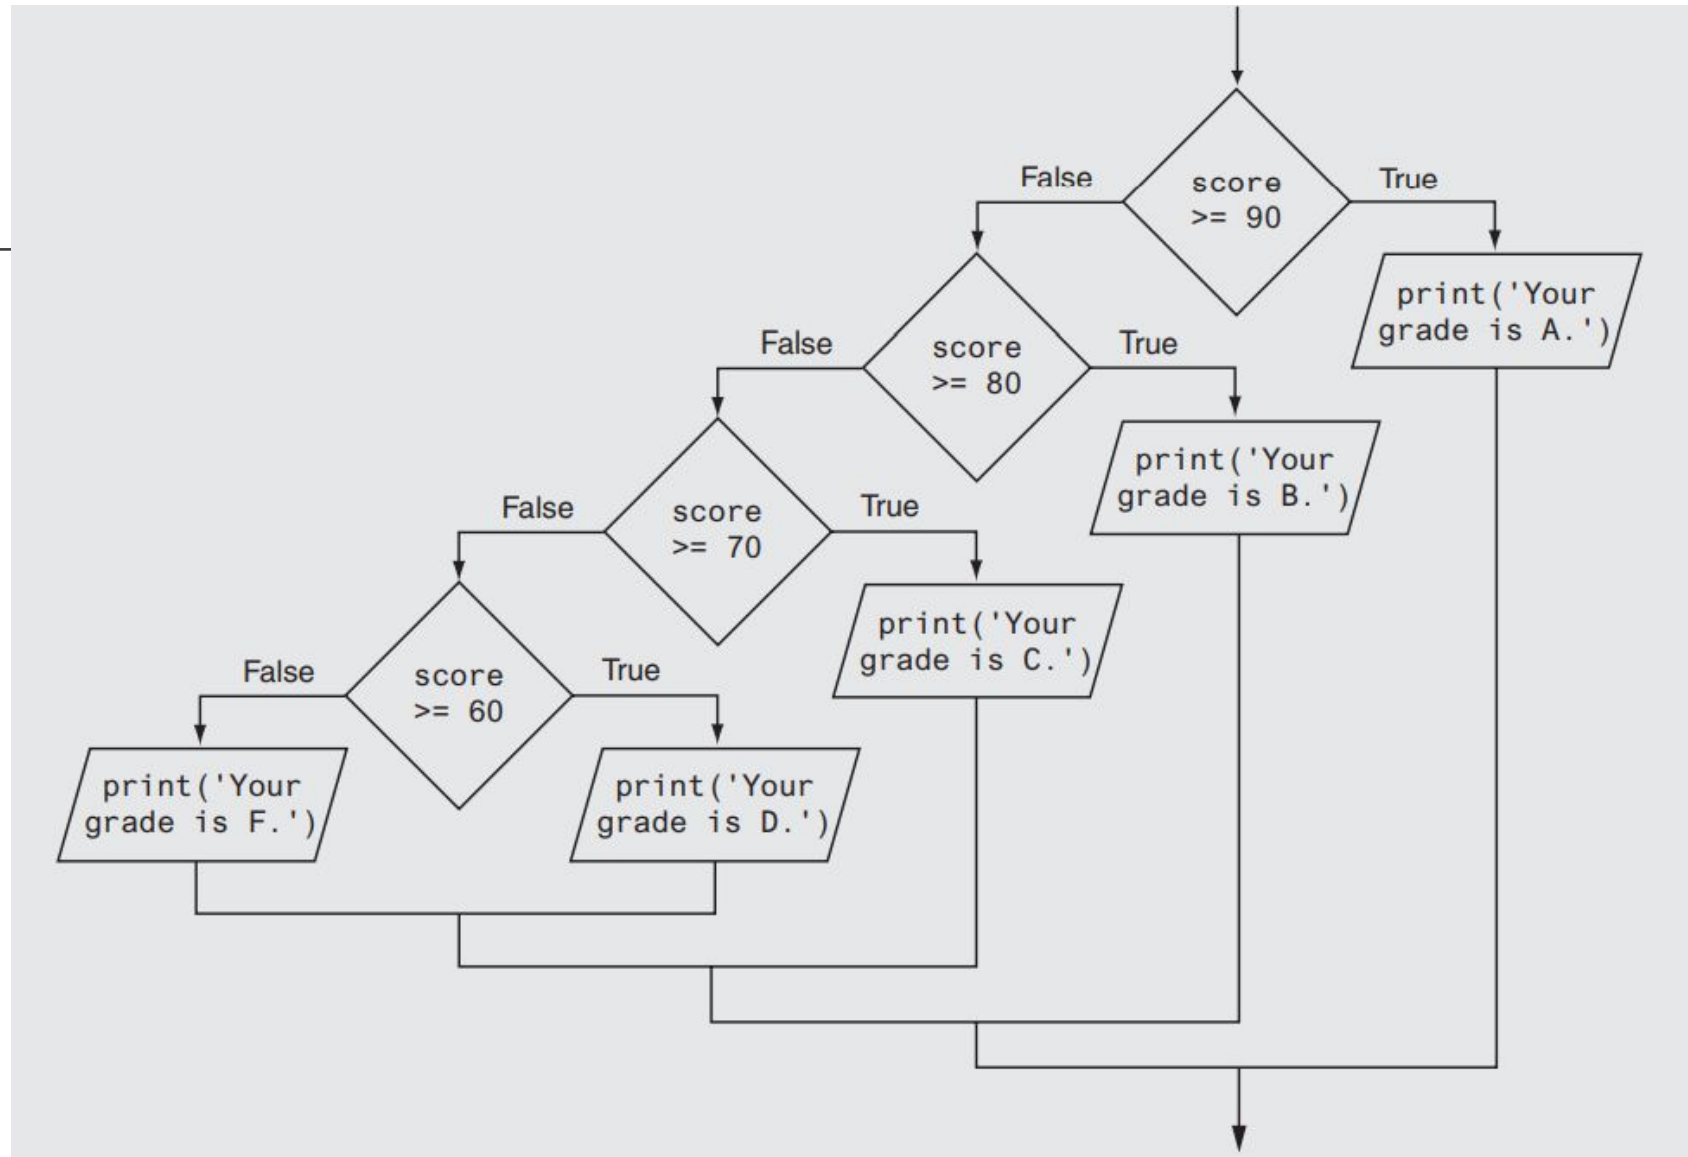 False
score
>= 90
True
print('Your
grade is A.')
False
score
>= 80
True
print('Your
grade is B.')
False
score
>= 70
True
print('Your
grade is C.')
False
score
>= 60
True
print('Your
grade is F.')
print('Your
grade is D.')